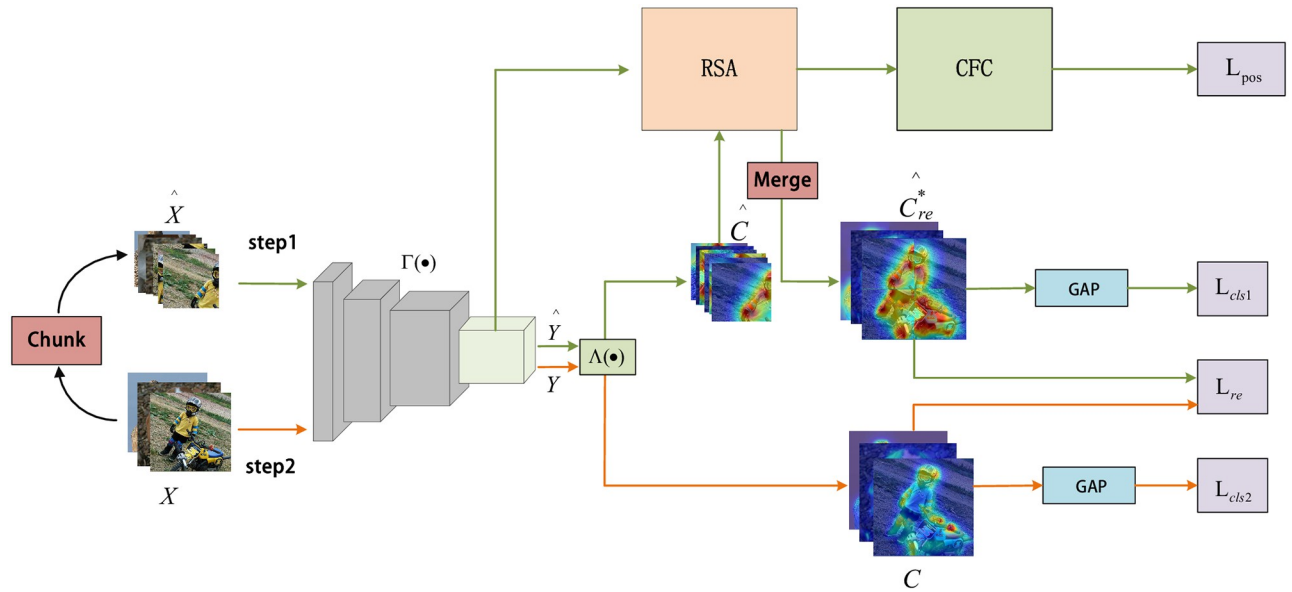 RSA
CFC
L_pos
Merge
X̂
step1
Γ(•)
Ĉ
Ĉ*_re
GAP
L_cls1
Chunk
Ŷ
Λ(•)
Y
L_re
step2
X
GAP
L_cls2
C